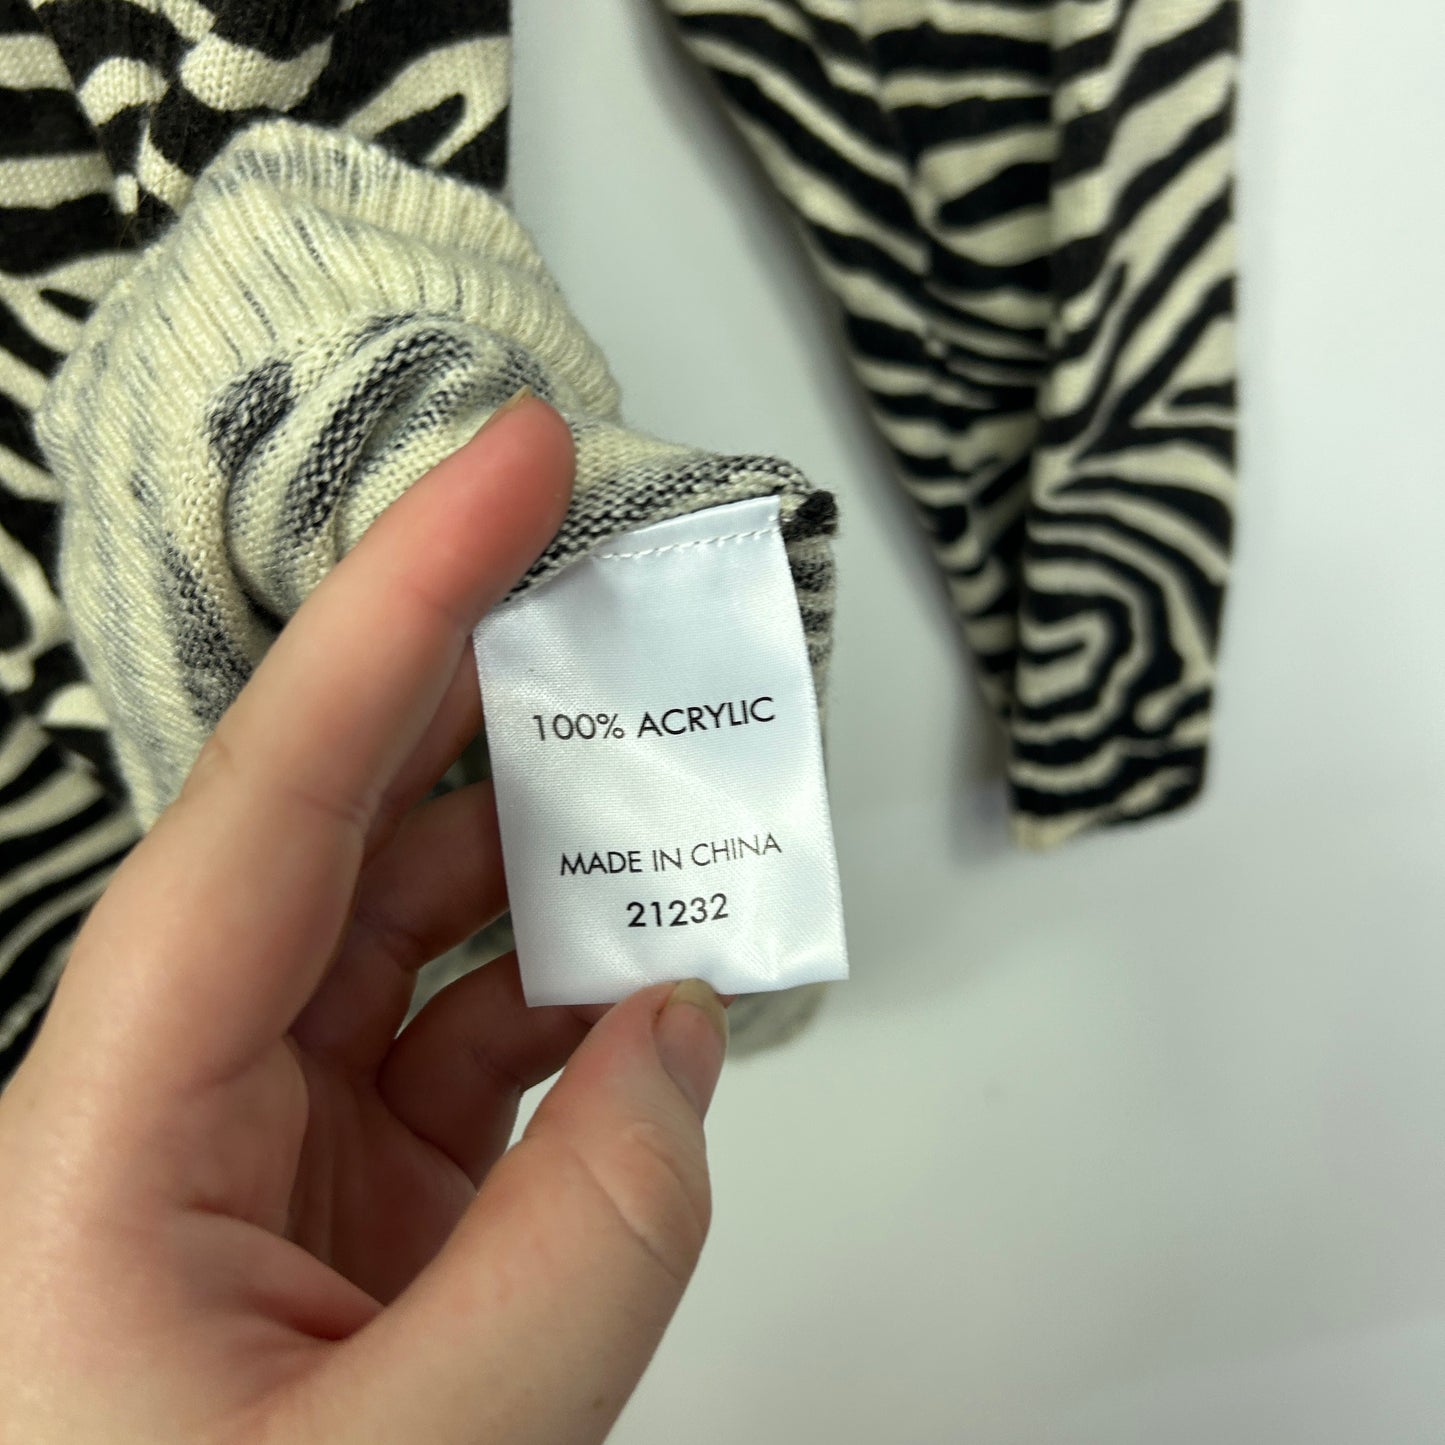 100% ACRYLIC
MADE IN CHINA
21232